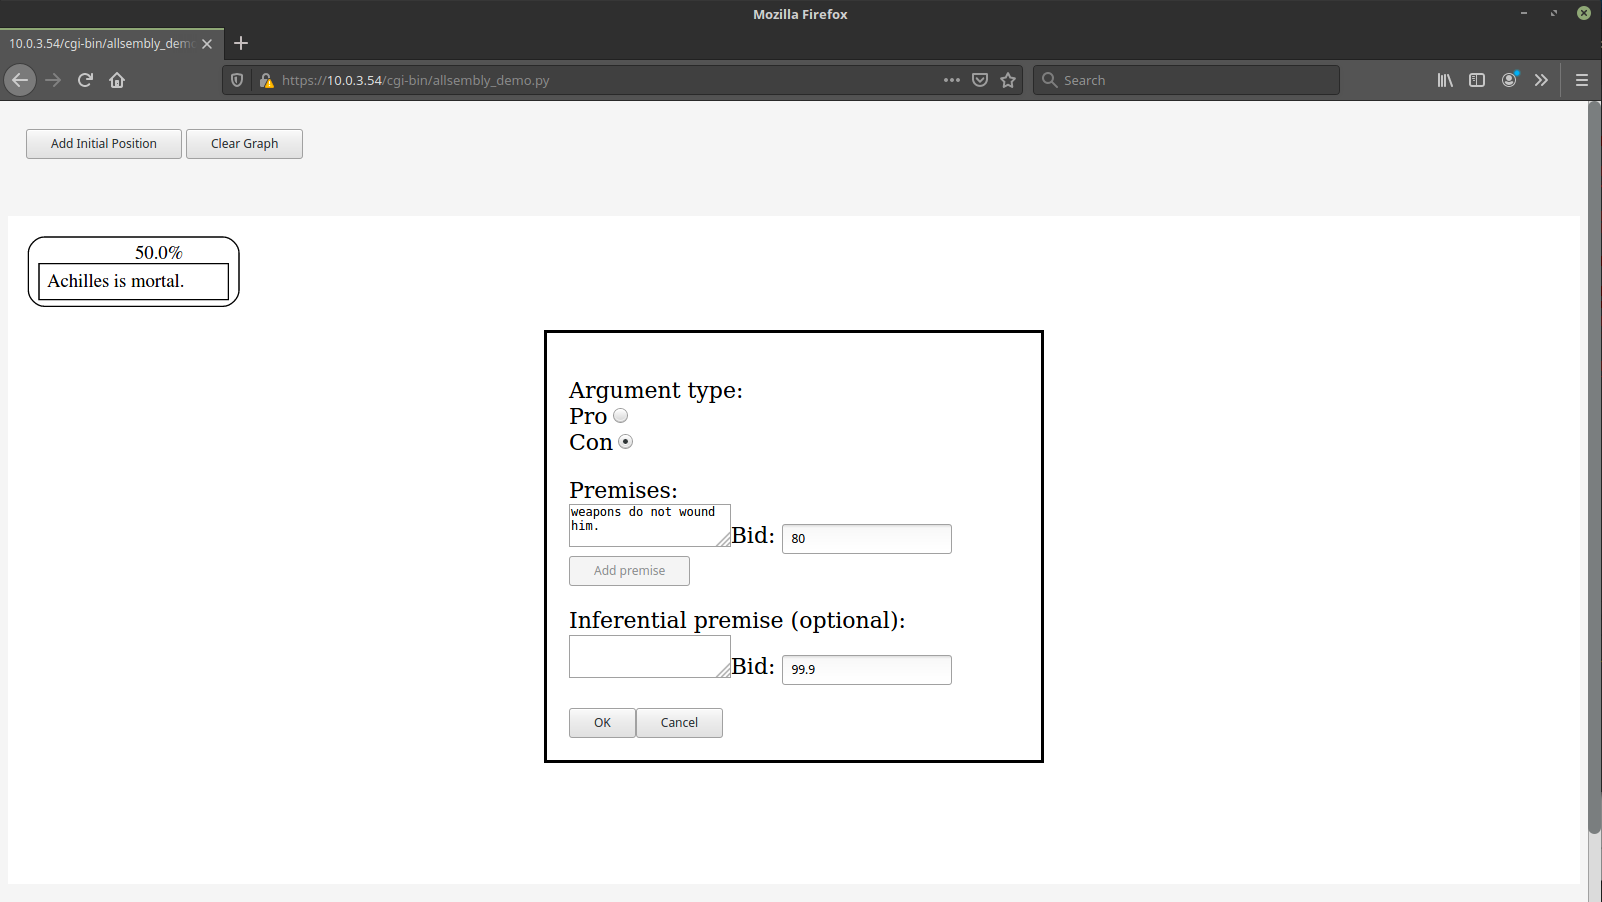 Mozilla Firefox
10.0.3.54/cgi-bin/allsembly_dem
https://10.0.3.54/cgi-bin/allsembly_demo.py
Search
Add Initial Position
Clear Graph
50.0%
Achilles is mortal.
Argument type:
Pro
Con
Premises:
weapons do not wound
him.
Bid: 80
Add premise
Inferential premise (optional):
Bid: 99.9
OK
Cancel